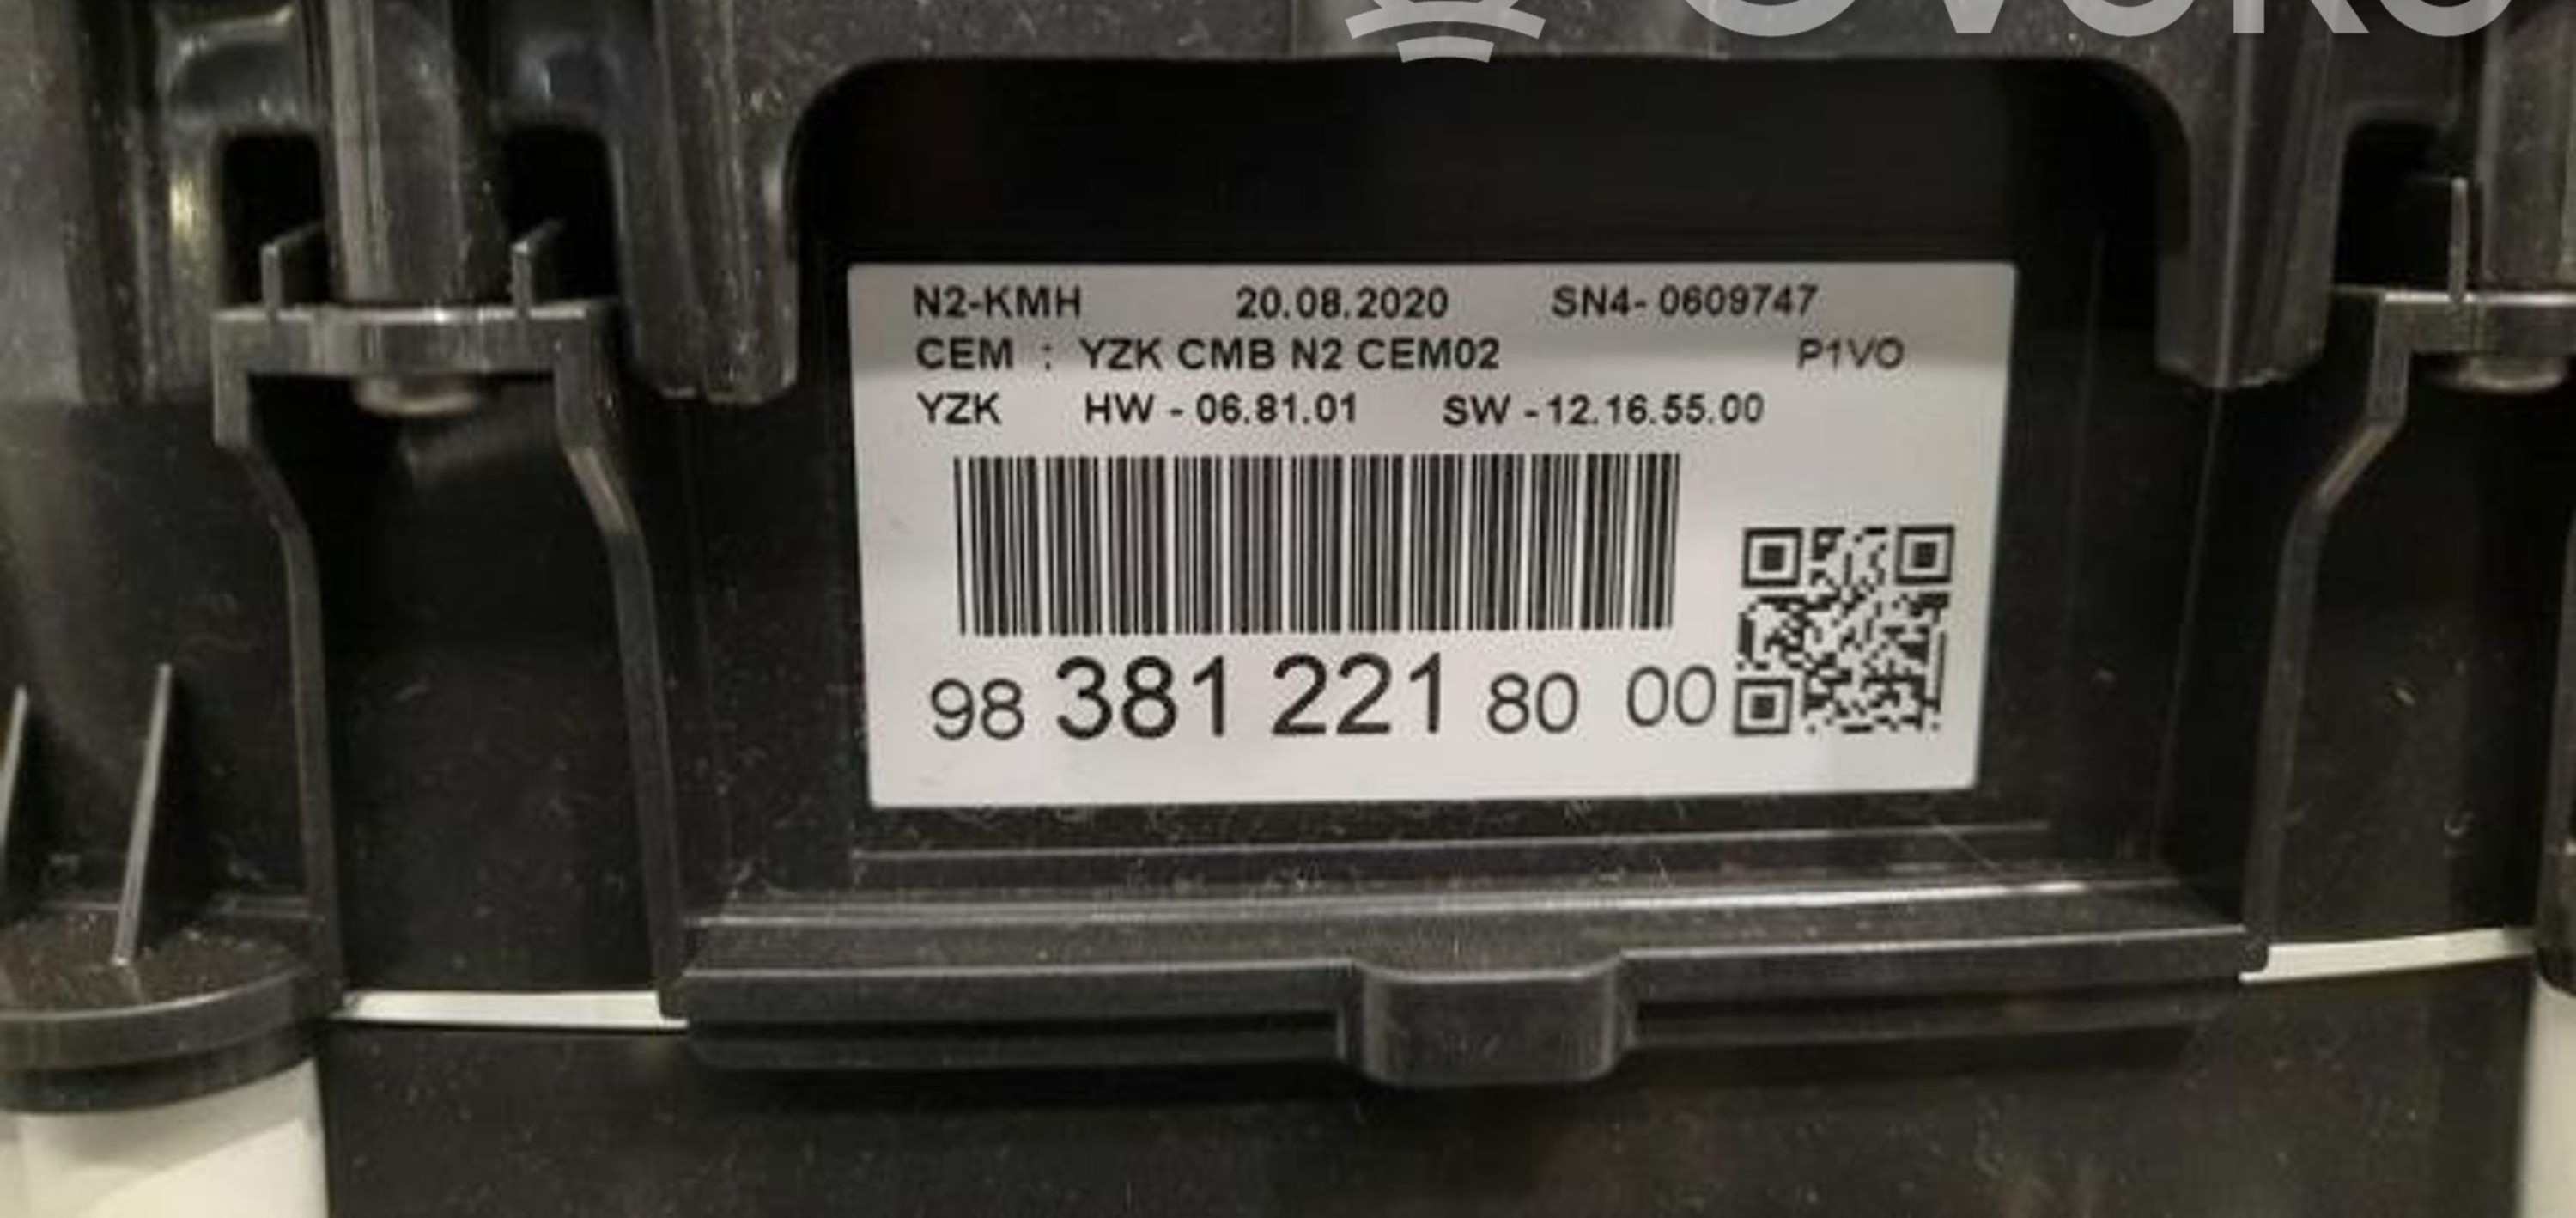 N2-KMH 20.08.2020 SN4- 0609747
CEM : YZK CMB N2 CEM02 P1VO
YZK HW - 06.81.01 SW - 12.16.55.00
98 381 221 80 00